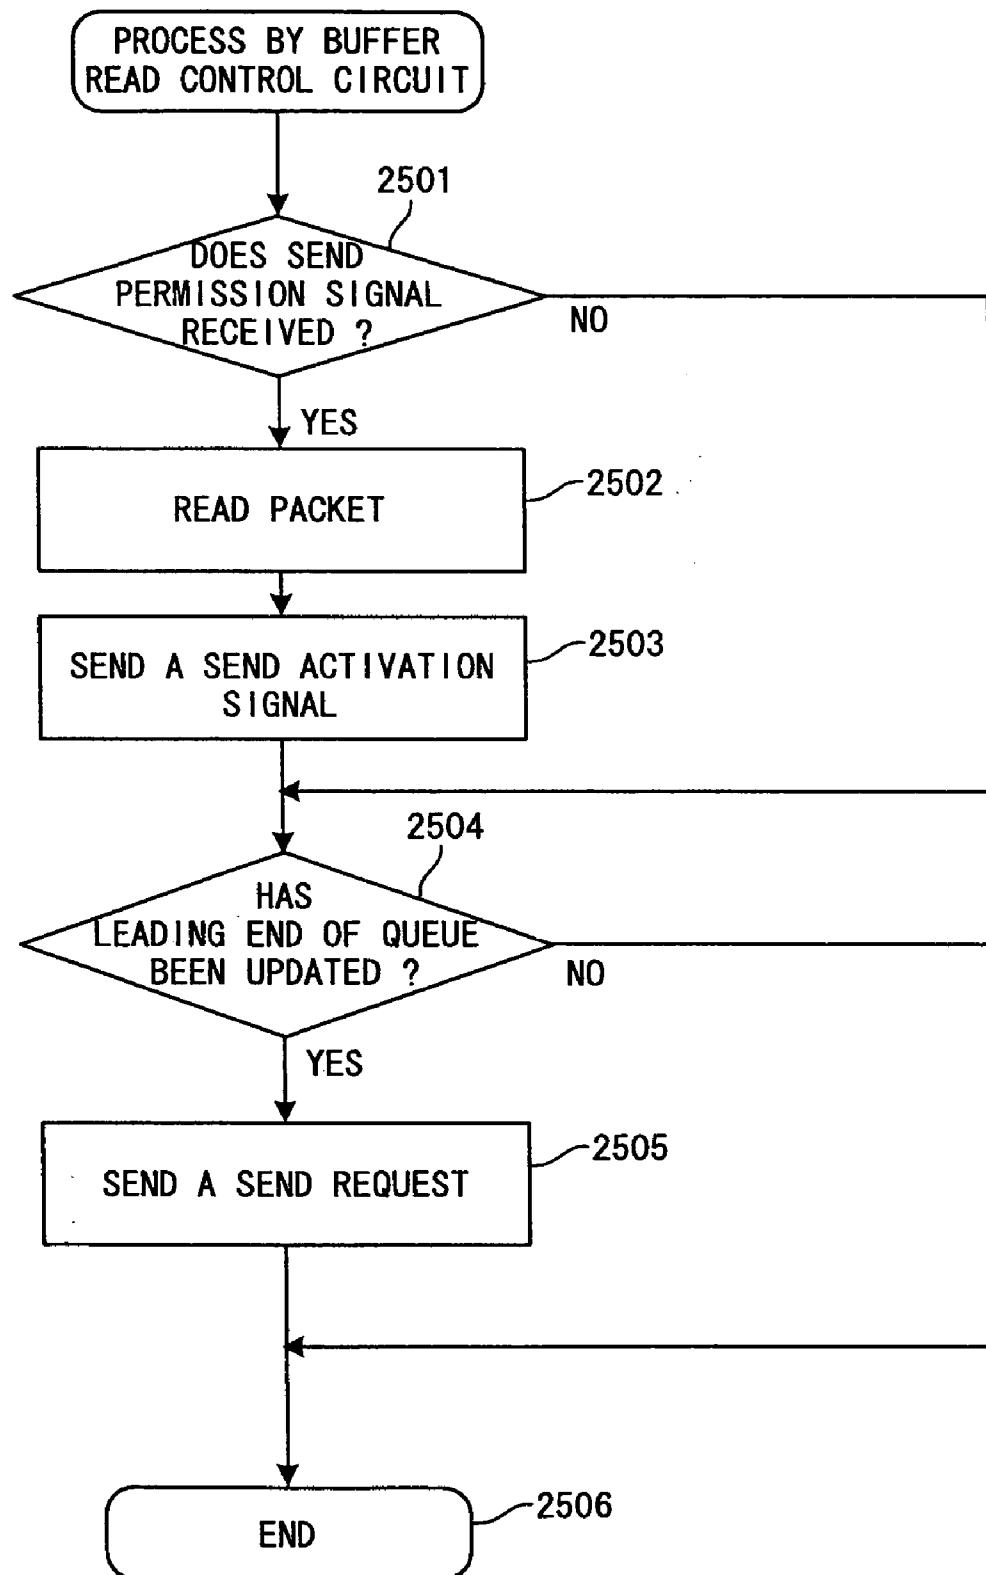 PROCESS BY BUFFER
READ CONTROL CIRCUIT
2501
DOES SEND
PERMISSION SIGNAL
RECEIVED ?
NO
YES
2502
READ PACKET
2503
SEND A SEND ACTIVATION
SIGNAL
2504
HAS
LEADING END OF QUEUE
BEEN UPDATED ?
NO
YES
2505
SEND A SEND REQUEST
2506
END